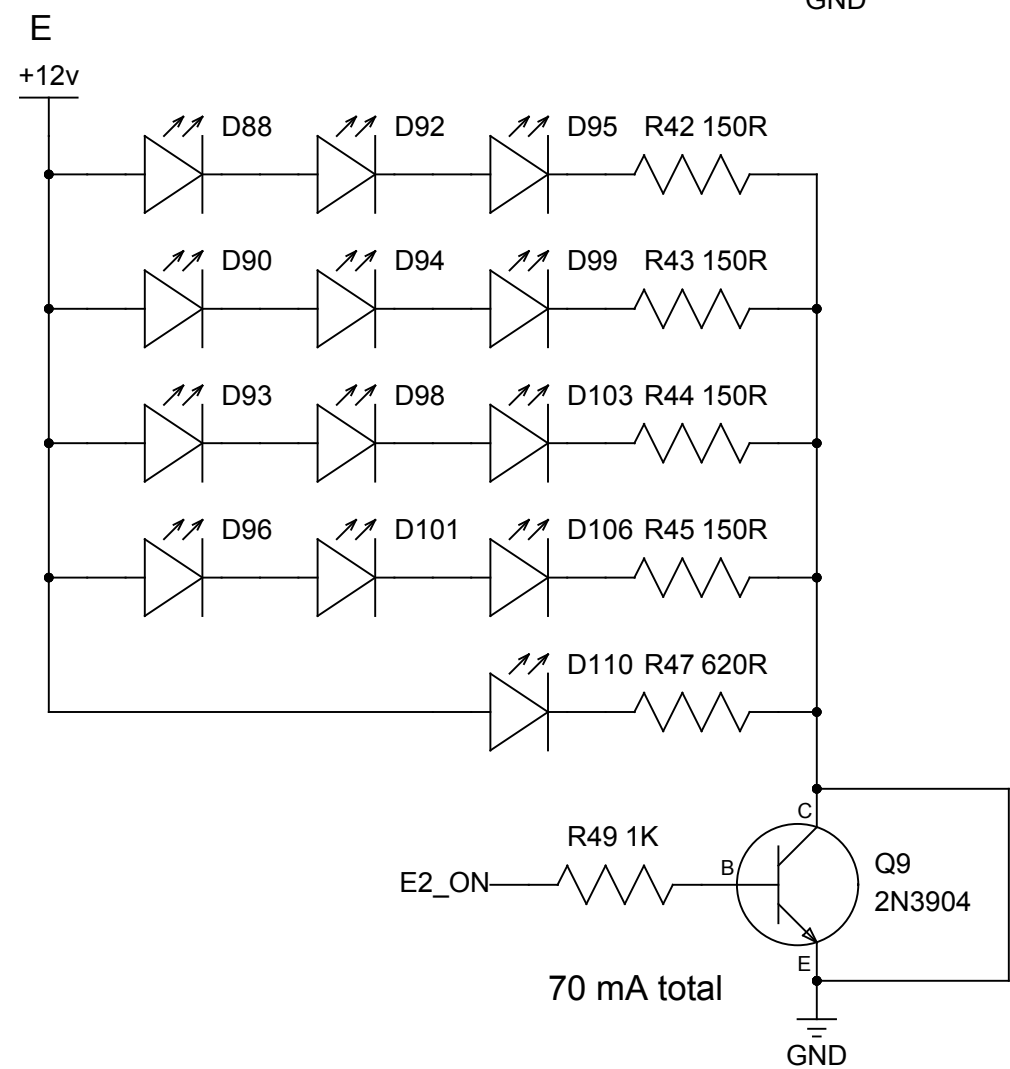 GND
E
+12v
D88 D92 D95 R42 150R
D90 D94 D99 R43 150R
D93 D98 D103 R44 150R
D96 D101 D106 R45 150R
D110 R47 620R
C
R49 1K
B
Q9
E2_ON
2N3904
E
70 mA total
GND